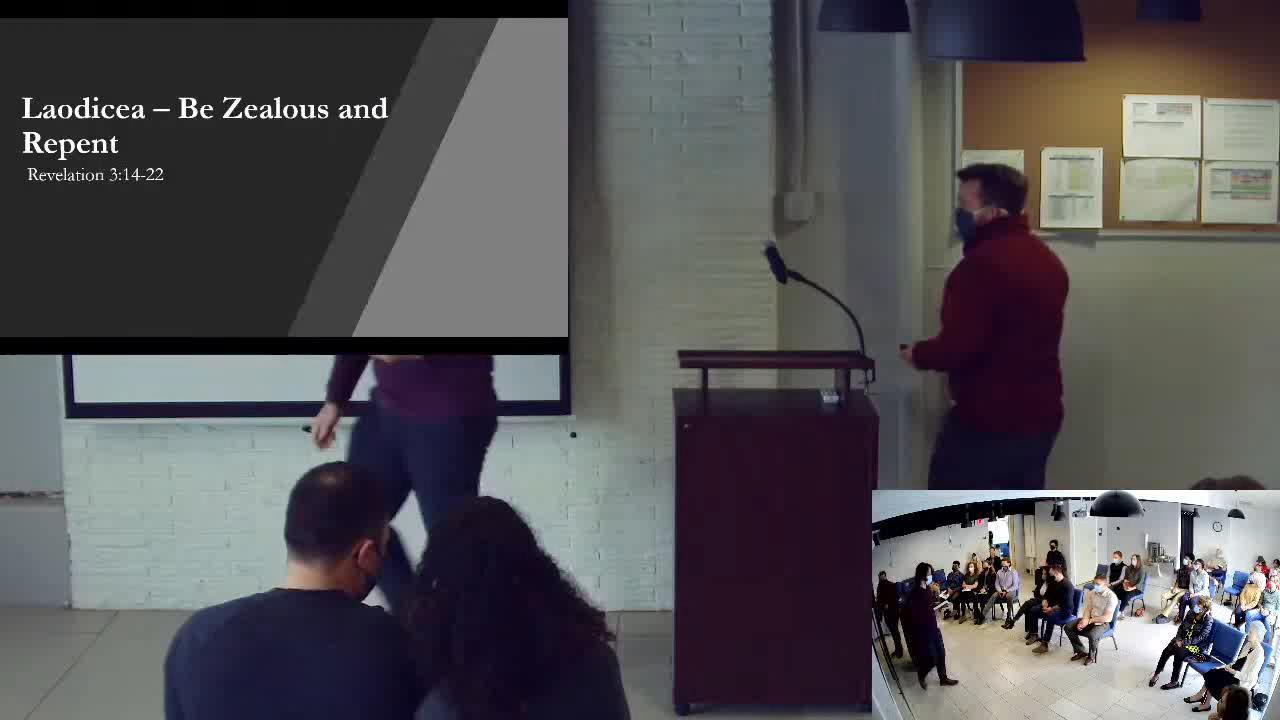 Laodicea – Be Zealous and
Repent
Revelation 3:14-22